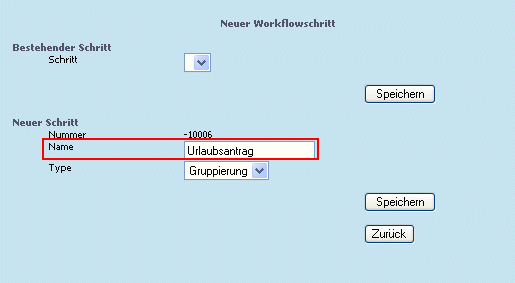 Neuer Workflowschritt
Bestehender Schritt
Schritt
Speichern
Neuer Schritt
Nummer -10006
Name Urlaubsantrag
Type Gruppierung
Speichern
Zurück